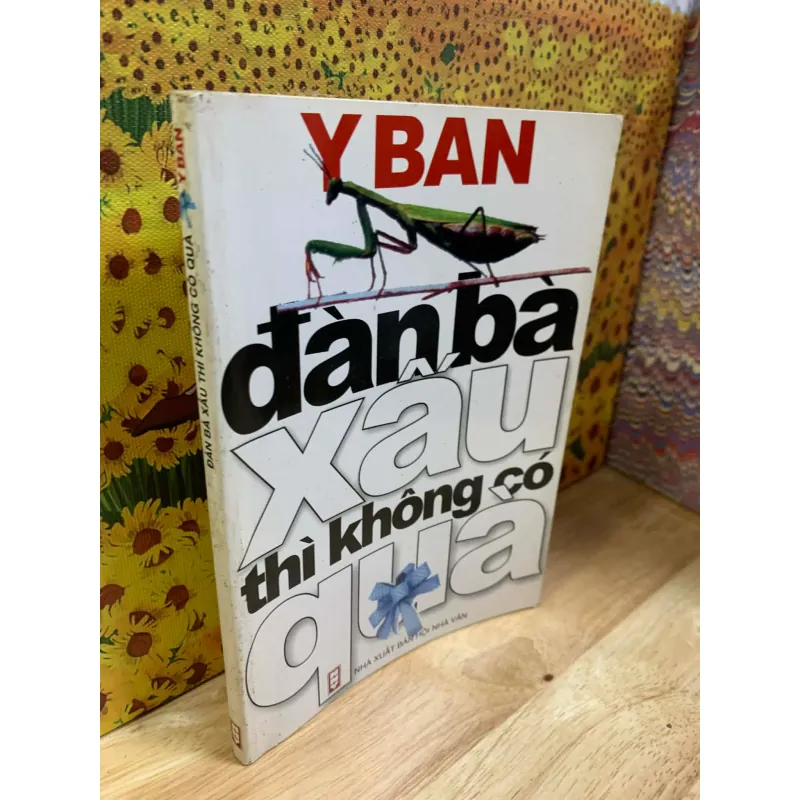 Y BAN
đàn bà
xấu
thì không có
quà
NHÀ XUẤT BẢN HỘI NHÀ VĂN
Y BAN
ĐÀN BÀ XẤU THÌ KHÔNG CÓ QUÀ